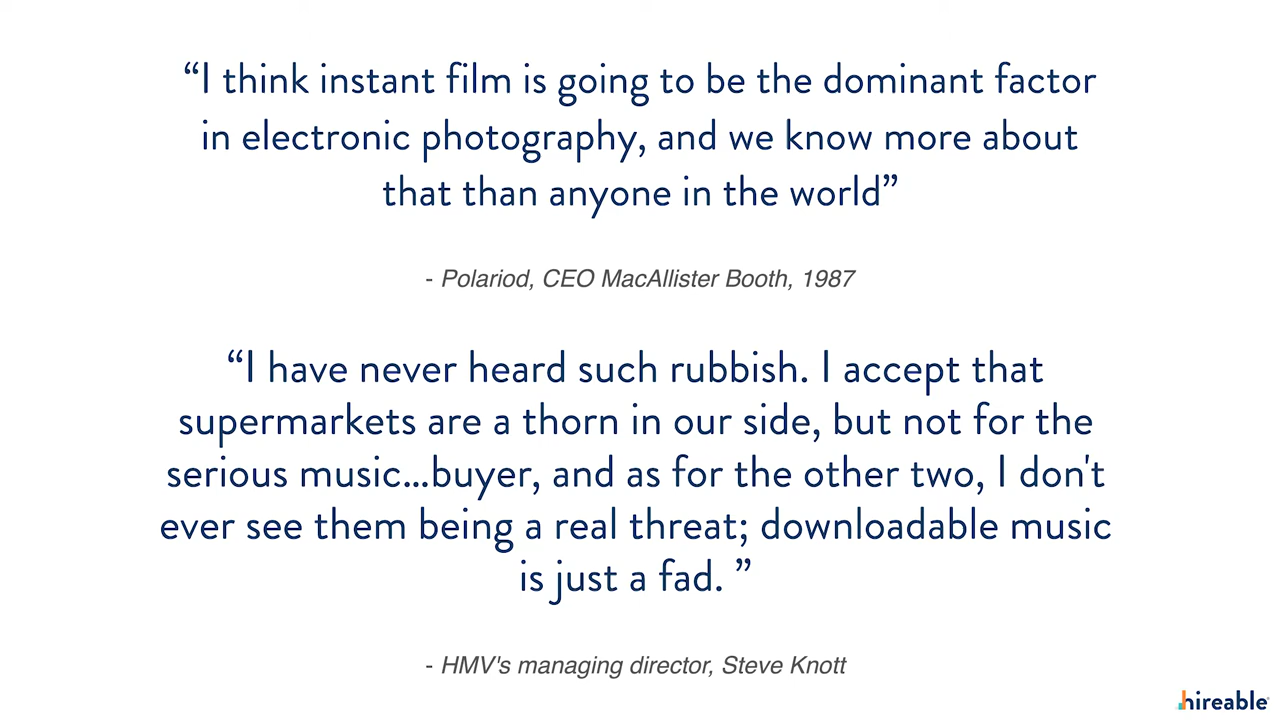 “I think instant film is going to be the dominant factor
in electronic photography, and we know more about
that than anyone in the world”
- Polariod, CEO MacAllister Booth, 1987
“I have never heard such rubbish. I accept that
supermarkets are a thorn in our side, but not for the
serious music...buyer, and as for the other two, I don't
ever see them being a real threat; downloadable music
is just a fad. ”
- HMV's managing director, Steve Knott
hireable